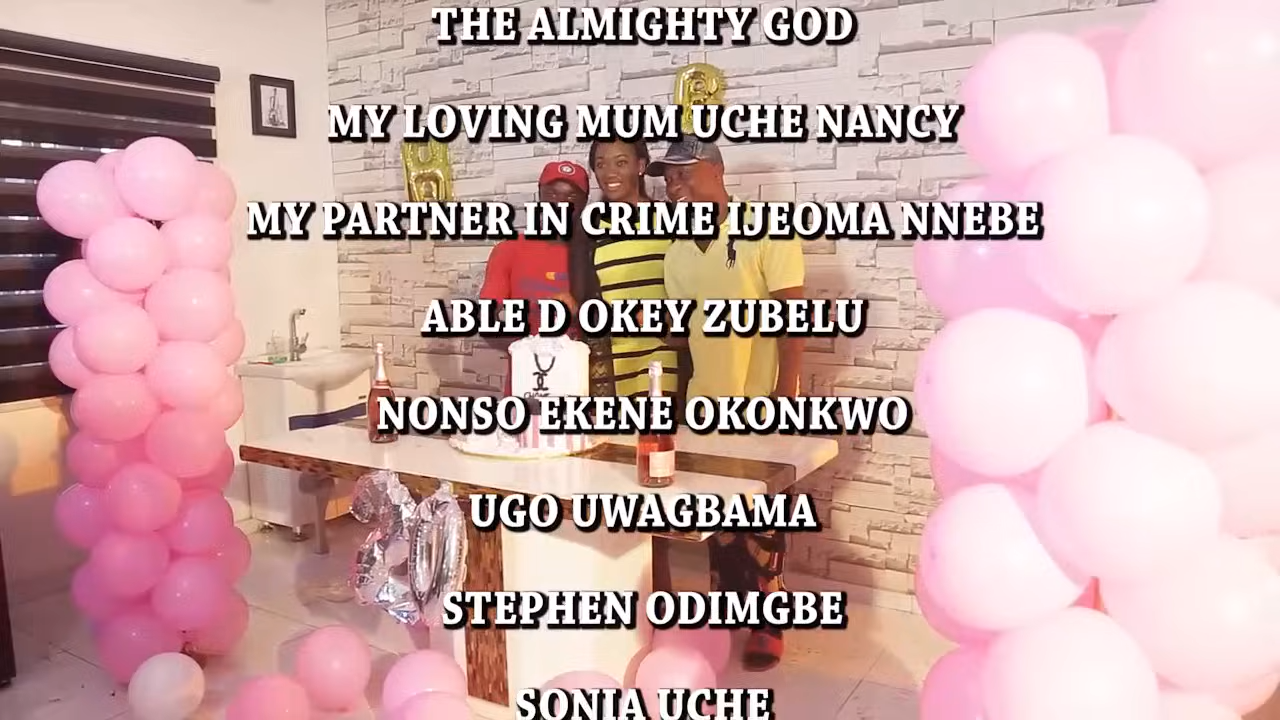 THE ALMIGHTY GOD
MY LOVING MUM UCHE NANCY
MY PARTNER IN CRIME IJEOMA NNEBE
ABLE D OKEY ZUBELU
NONSO EKENE OKONKWO
UGO UWAGBAMA
STEPHEN ODIMGBE
SONIA UCHE